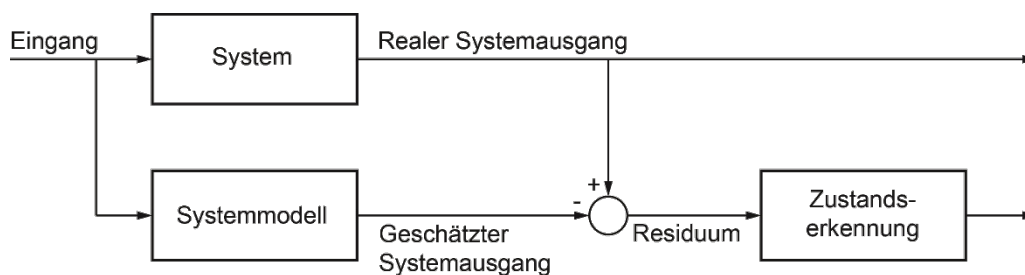 Eingang
System
Realer Systemausgang
Systemmodell
Geschätzter
Systemausgang
+
-
Residuum
Zustands-
erkennung